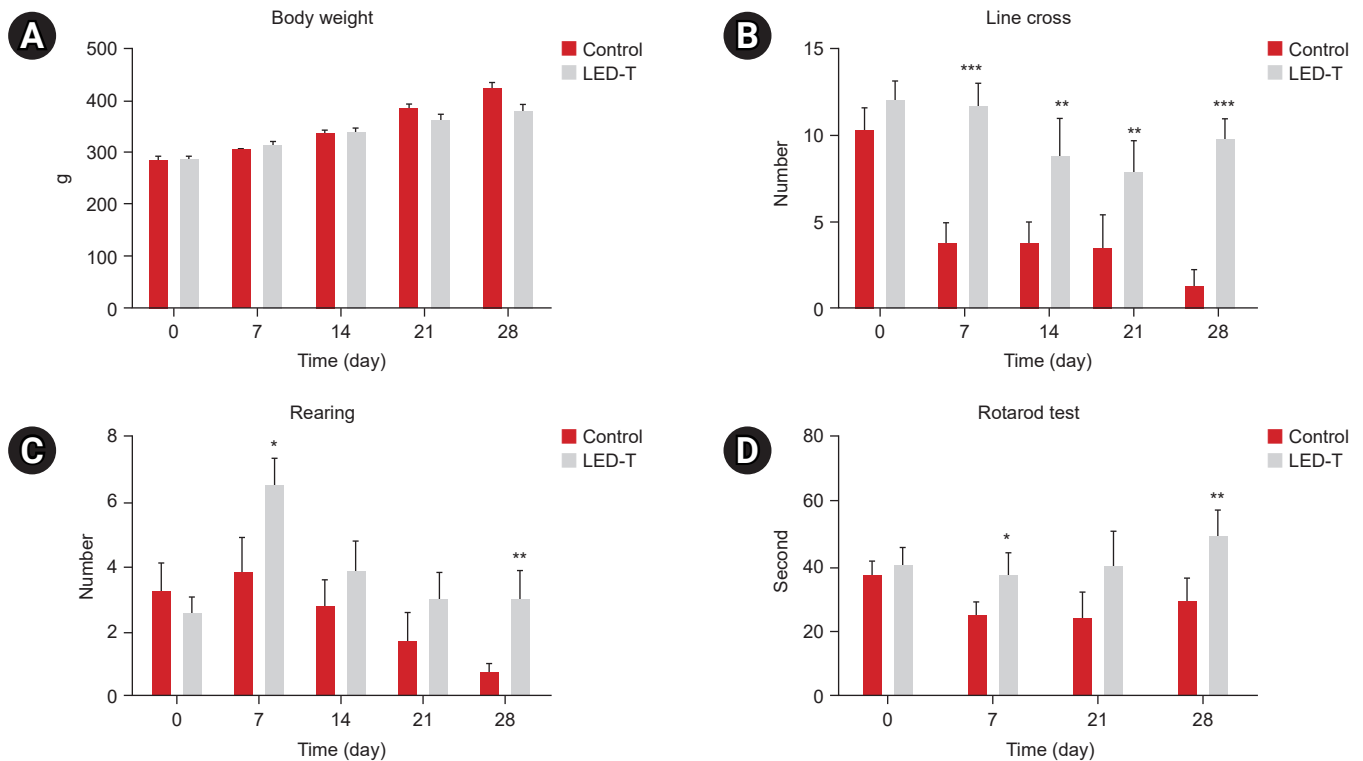 A
Body weight
500
400
300
200
100
0
g
0 7 14 21 28
Time (day)
Control
LED-T
B
Line cross
15
10
5
0
Number
***
**
**
***
0 7 14 21 28
Time (day)
Control
LED-T
C
Rearing
8
6
4
2
0
Number
*
**
0 7 14 21 28
Time (day)
Control
LED-T
D
Rotarod test
80
60
40
20
0
Second
*
**
0 7 21 28
Time (day)
Control
LED-T